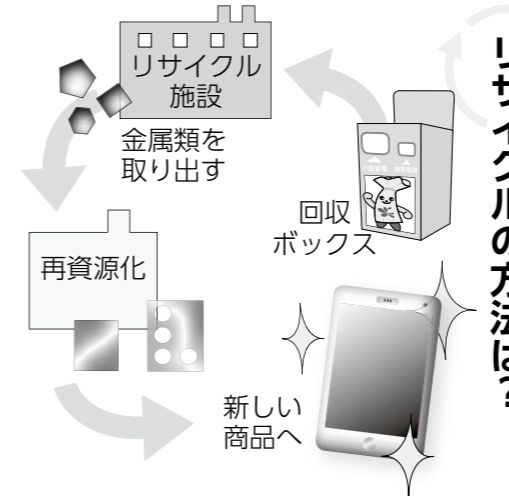 リサイクルの方法は？
リサイクル
施設
金属類を
取り出す
回収
ボックス
再資源化
新しい
商品へ